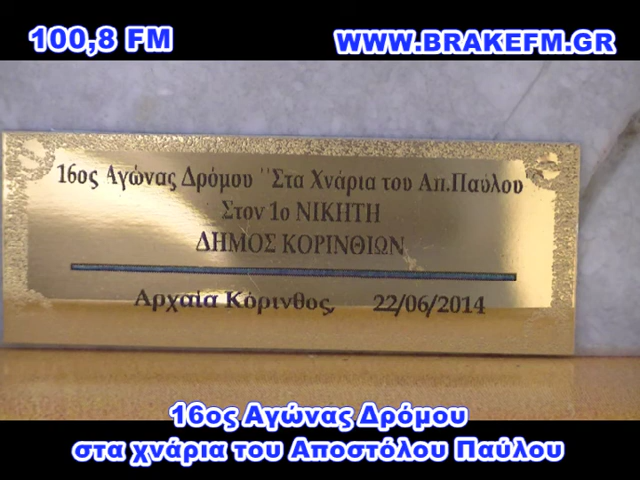 100,8 FM
WWW.BRAKEFM.GR
16ος Αγώνας Δρόμου ''Στα Χνάρια του Απ.Παύλου
Στον 1ο ΝΙΚΗΤΗ
ΔΗΜΟΣ ΚΟΡΙΝΘΙΩΝ
Αρχαία Κόρινθος, 22/06/2014
16ος Αγώνας Δρόμου
στα χνάρια του Αποστόλου Παύλου